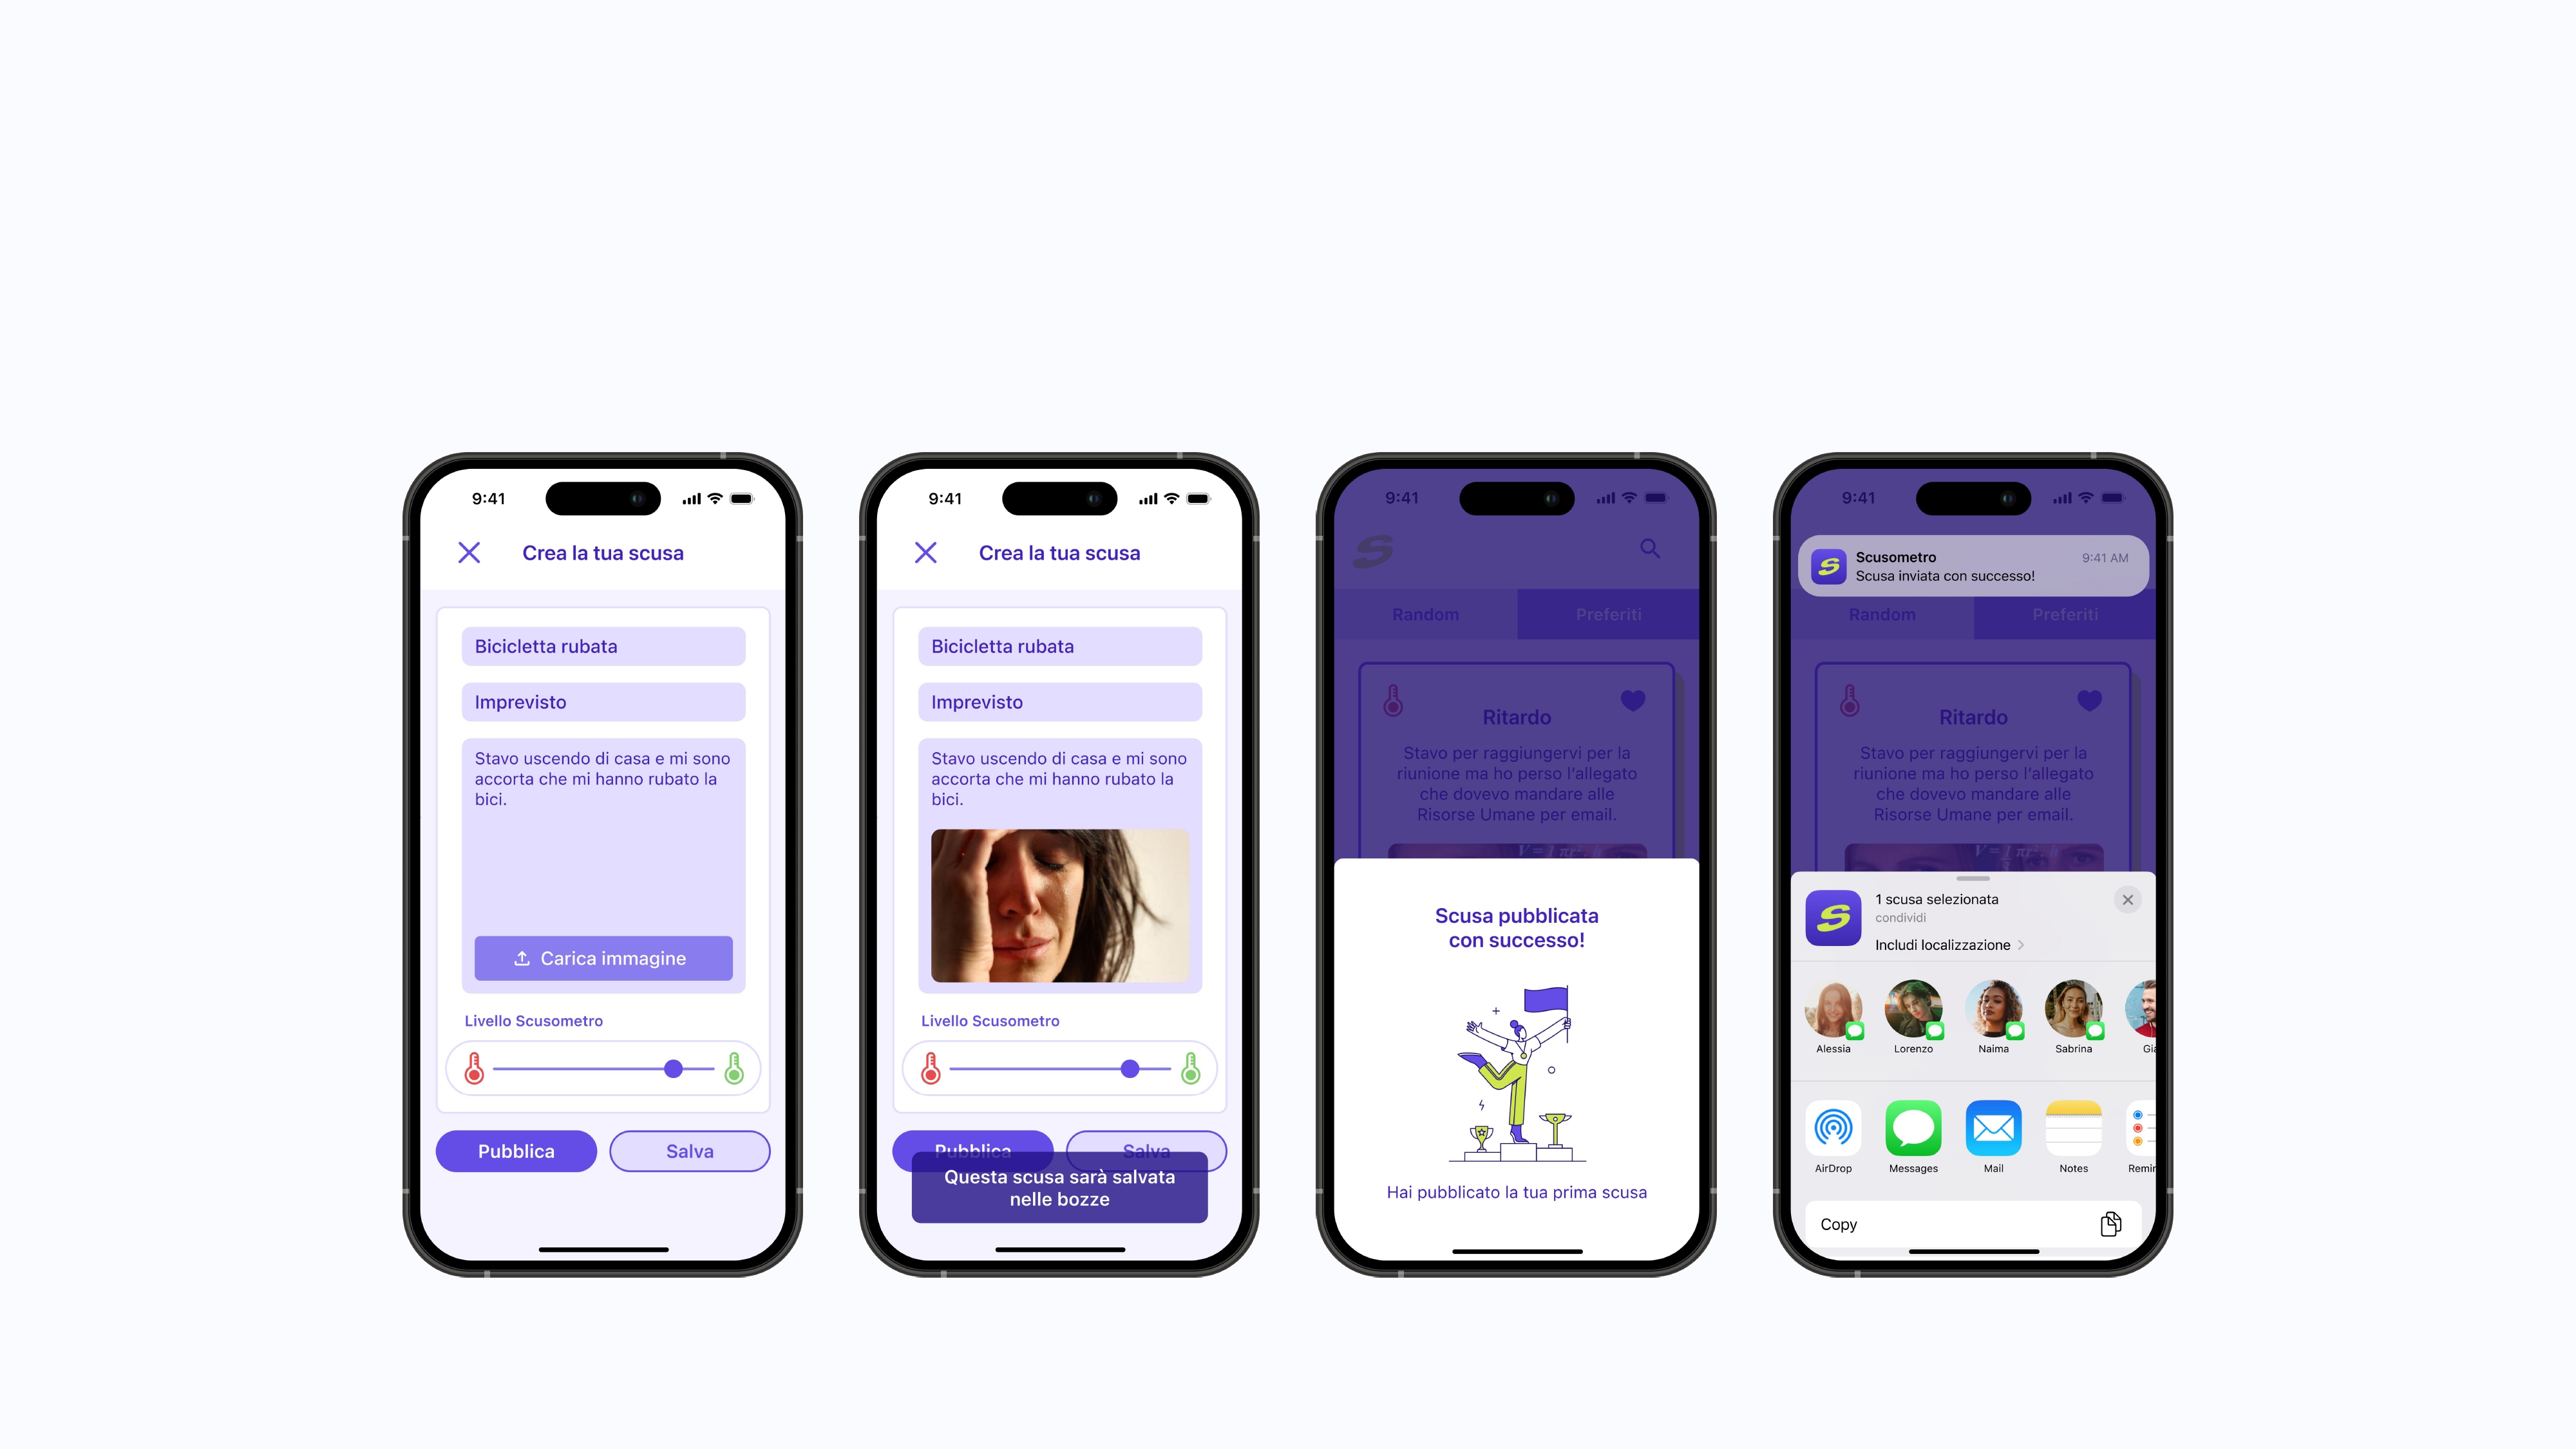 9:41
Crea la tua scusa
Bicicletta rubata
Imprevisto
Stavo uscendo di casa e mi sono
accorta che mi hanno rubato la
bici.
Carica immagine
Livello Scusometro
Pubblica
Salva
9:41
Crea la tua scusa
Bicicletta rubata
Imprevisto
Stavo uscendo di casa e mi sono
accorta che mi hanno rubato la
bici.
Livello Scusometro
Pubblica
Salva
Questa scusa sarà salvata
nelle bozze
9:41
S
Random
Preferiti
Ritardo
Stavo per raggiungervi per la
riunione ma ho perso l'allegato
che dovevo mandare alle
Risorse Umane per email.
Scusa pubblicata
con successo!
Hai pubblicato la tua prima scusa
9:41
S
Scusometro
9:41 AM
Scusa inviata con successo!
Random
Preferiti
Ritardo
Stavo per raggiungervi per la
riunione ma ho perso l'allegato
che dovevo mandare alle
Risorse Umane per email.
S
1 scusa selezionata
condividi
Includi localizzazione
Alessia
Lorenzo
Naima
Sabrina
Gia
AirDrop
Messages
Mail
Notes
Remin
Copy